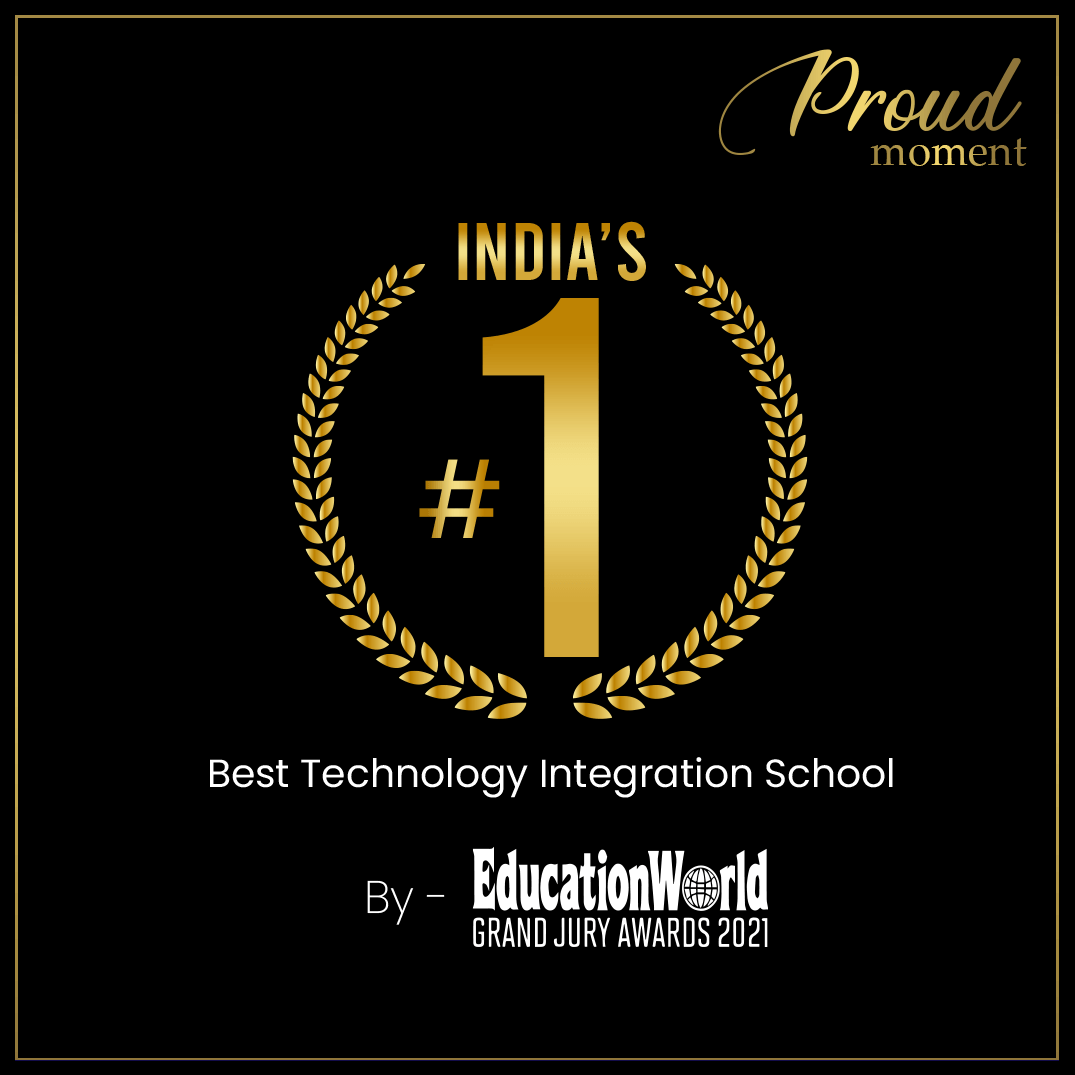 Proud
moment
INDIA'S
#1
Best Technology Integration School
By - EducationWorld
GRAND JURY AWARDS 2021